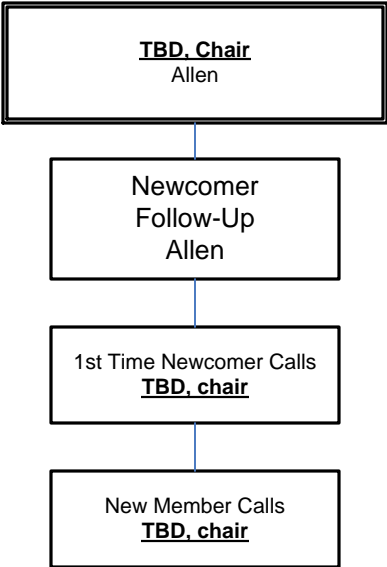 TBD, Chair
Allen
Newcomer
Follow-Up
Allen
1st Time Newcomer Calls
TBD, chair
New Member Calls
TBD, chair